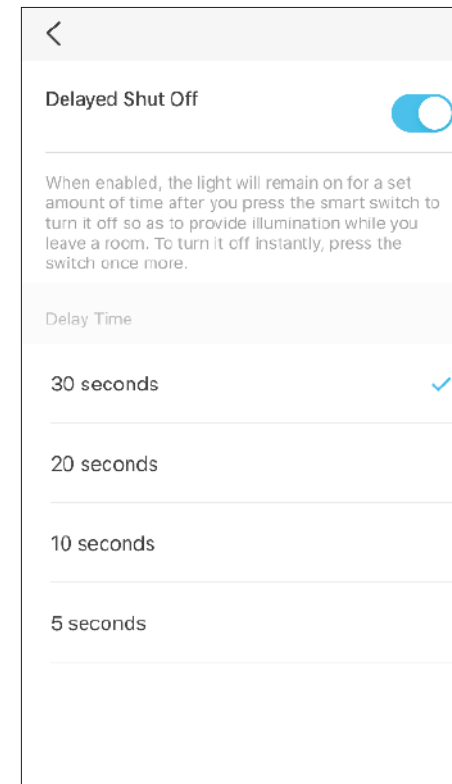 Delayed Shut Off
When enabled, the light will remain on for a set
amount of time after you press the smart switch to
turn it off so as to provide illumination while you
leave a room. To turn it off instantly, press the
switch once more.
Delay Time
30 seconds
20 seconds
10 seconds
5 seconds